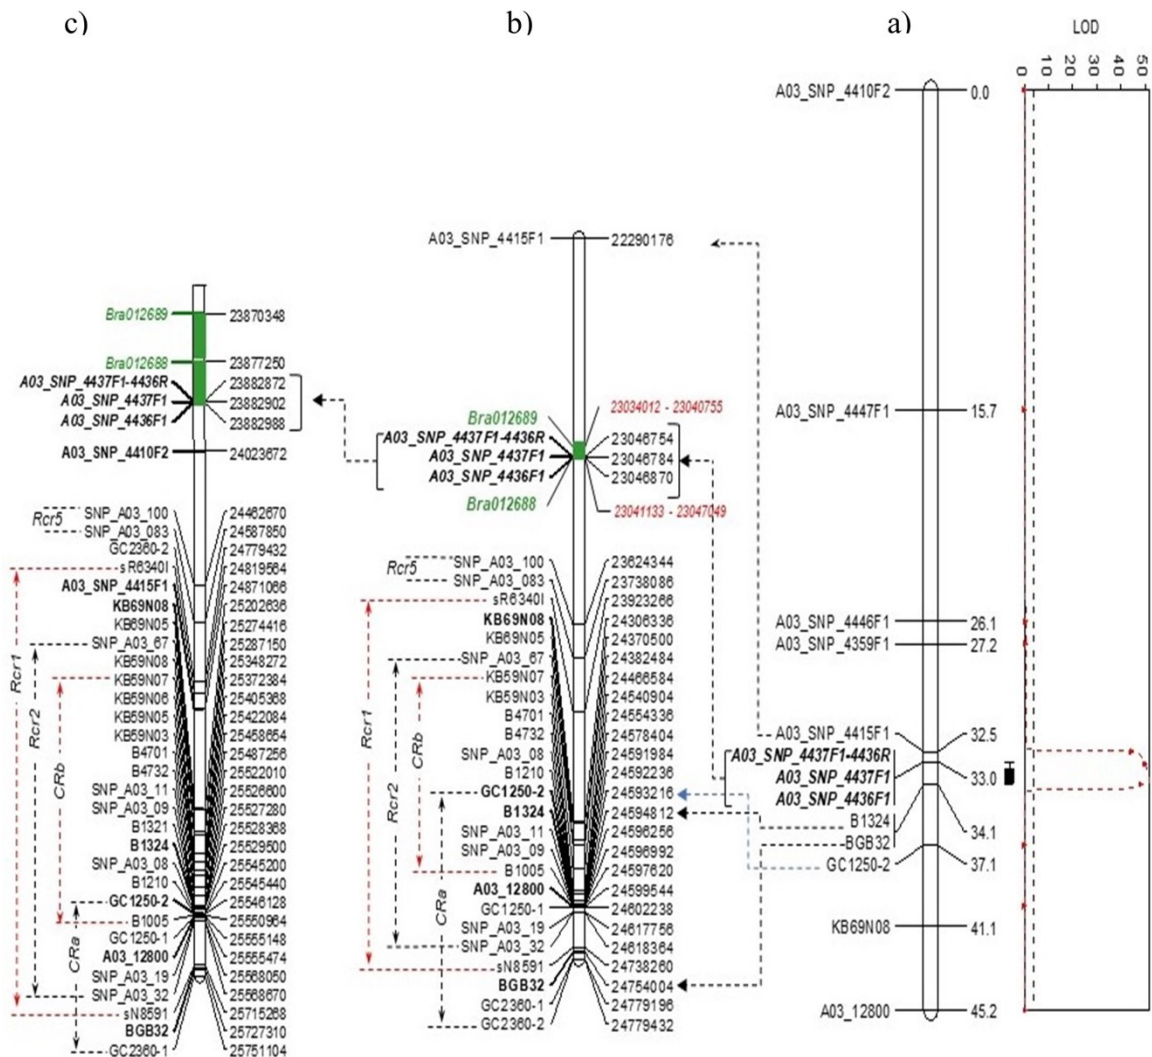 c)
b)
a)
LOD
0
10
20
30
40
50
Bra012689 23870348
Bra012688 23877250
A03_SNP_4437F1-4436R 23882872
A03_SNP_4437F1 23882902
A03_SNP_4436F1 23882988
A03_SNP_4410F2 24023672
Rcr5
SNP_A03_100 24462670
SNP_A03_083 24587850
GC2360-2 24779432
sR6340I 24819564
A03_SNP_4415F1 24871066
KB69N08 25202636
KB69N05 25274416
SNP_A03_67 25287150
KB59N08 25348272
KB59N07 25372384
KB59N06 25405368
KB59N05 25422084
KB59N03 25458654
B4701 25487256
B4732 25522010
SNP_A03_11 25526600
SNP_A03_09 25527280
B1321 25528368
B1324 25529500
SNP_A03_08 25545200
B1210 25545440
GC1250-2 25546128
B1005 25550964
GC1250-1 25555148
A03_12800 25555474
SNP_A03_19 25568050
SNP_A03_32 25568670
sN8591 25715268
BGB32 25727310
GC2360-1 25751104
Rcr1
Rcr2
CRb
CRa
A03_SNP_4415F1 22290176
Bra012689 23034012 - 23040755
A03_SNP_4437F1-4436R 23046754
A03_SNP_4437F1 23046784
A03_SNP_4436F1 23046870
Bra012688 23041133 - 23047049
Rcr5
SNP_A03_100 23624344
SNP_A03_083 23738086
sR6340I 23923266
KB69N08 24306336
KB69N05 24370500
SNP_A03_67 24382484
KB59N07 24466584
KB59N03 24540904
B4701 24554336
B4732 24578404
SNP_A03_08 24591984
B1210 24592236
GC1250-2 24593216
B1324 24594812
SNP_A03_11 24596256
SNP_A03_09 24596992
B1005 24597620
A03_12800 24599544
GC1250-1 24602238
SNP_A03_19 24617756
SNP_A03_32 24618364
sN8591 24738260
BGB32 24754004
GC2360-1 24779196
GC2360-2 24779432
Rcr1
Rcr2
CRb
CRa
A03_SNP_4410F2 0.0
A03_SNP_4447F1 15.7
A03_SNP_4446F1 26.1
A03_SNP_4359F1 27.2
A03_SNP_4415F1 32.5
A03_SNP_4437F1-4436R
A03_SNP_4437F1 33.0
A03_SNP_4436F1
B1324 34.1
BGB32
GC1250-2 37.1
KB69N08 41.1
A03_12800 45.2